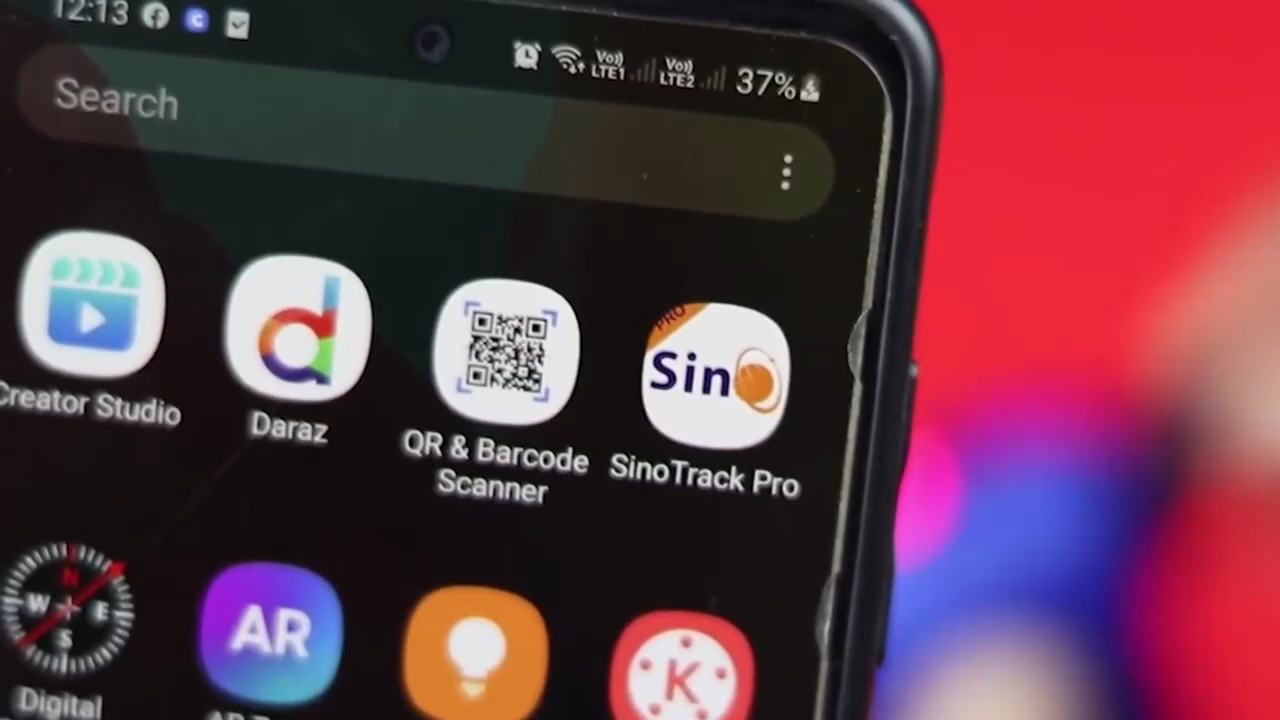 12:13
Vo)) LTE1 Vo)) LTE2 37%
Search
PRO
Sino
Creator Studio
Daraz
QR & Barcode
Scanner
SinoTrack Pro
N
W E
S
AR
K
Digital